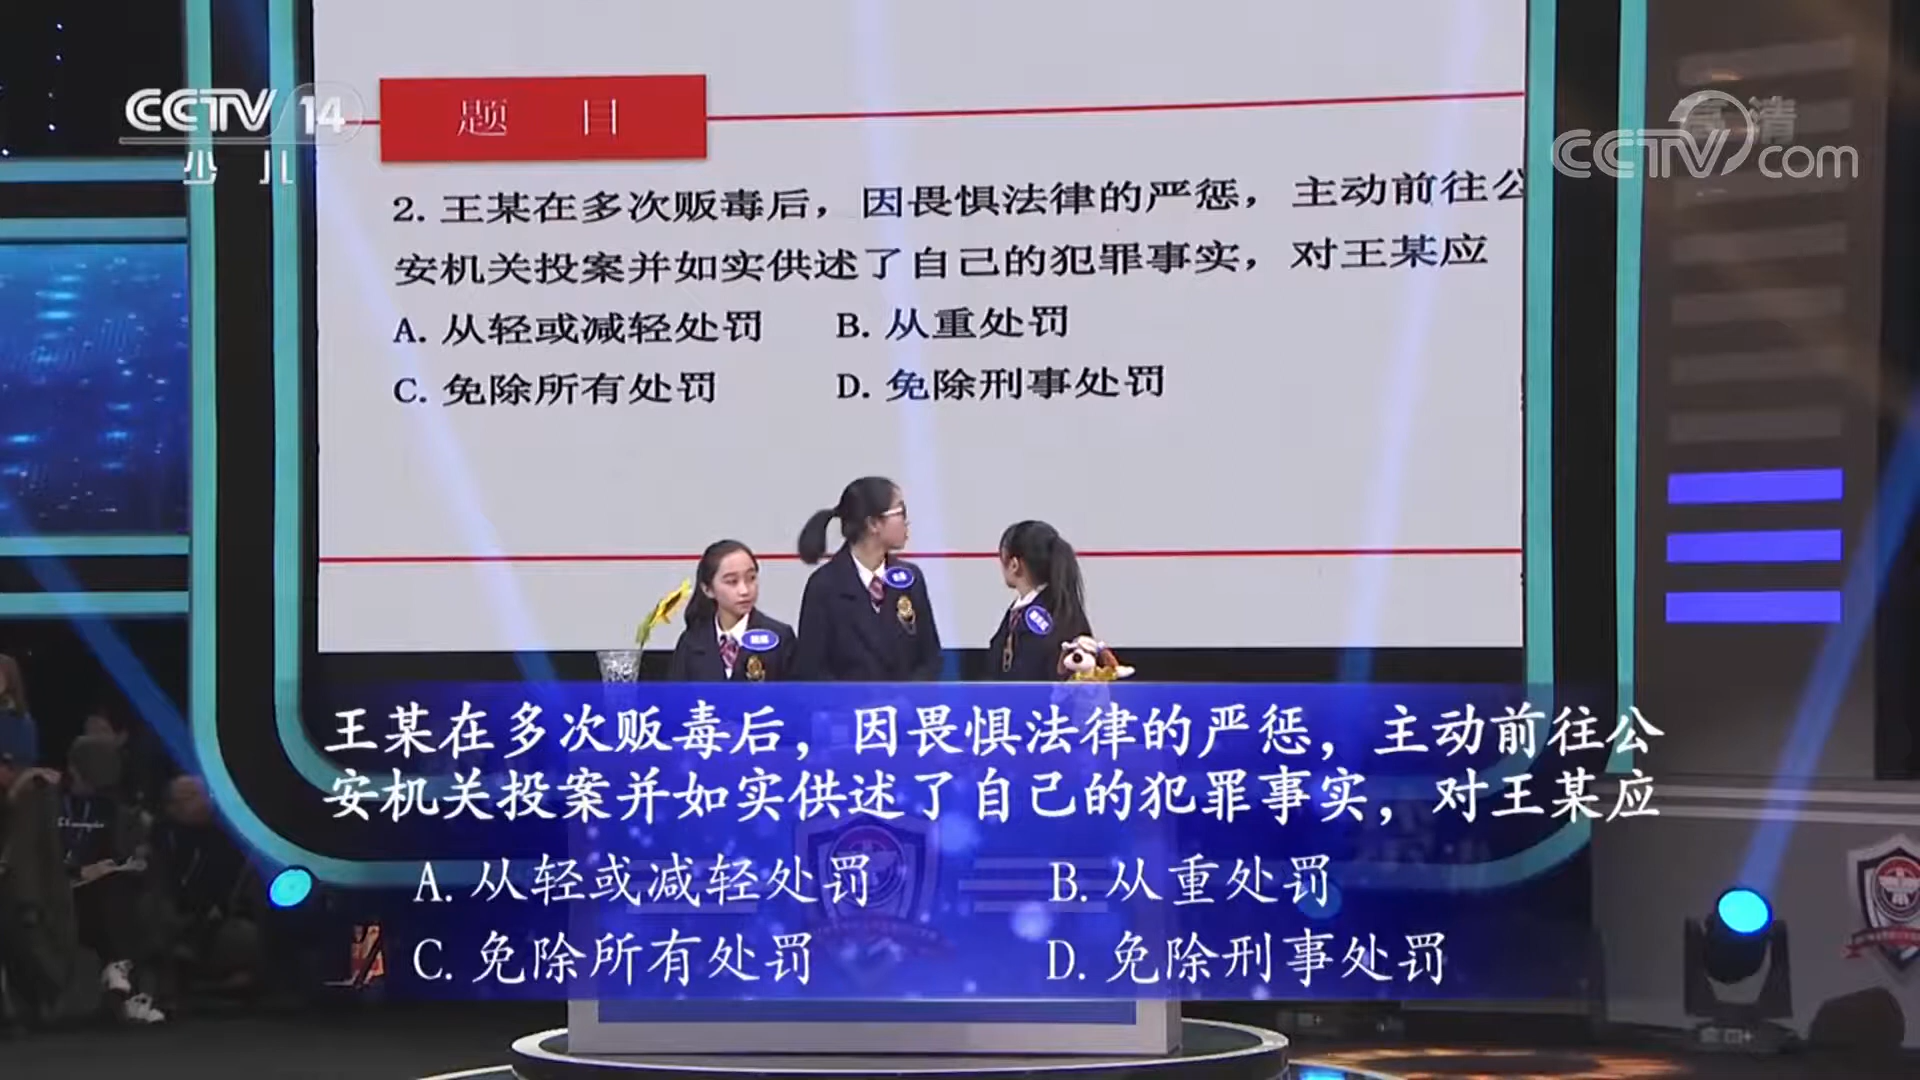 CCTV 14
少儿
高清
CCTV com
题 目
2. 王某在多次贩毒后，因畏惧法律的严惩，主动前往公
安机关投案并如实供述了自己的犯罪事实，对王某应
A. 从轻或减轻处罚 B. 从重处罚
C. 免除所有处罚 D. 免除刑事处罚
王某在多次贩毒后，因畏惧法律的严惩，主动前往公
安机关投案并如实供述了自己的犯罪事实，对王某应
A. 从轻或减轻处罚 B. 从重处罚
C. 免除所有处罚 D. 免除刑事处罚